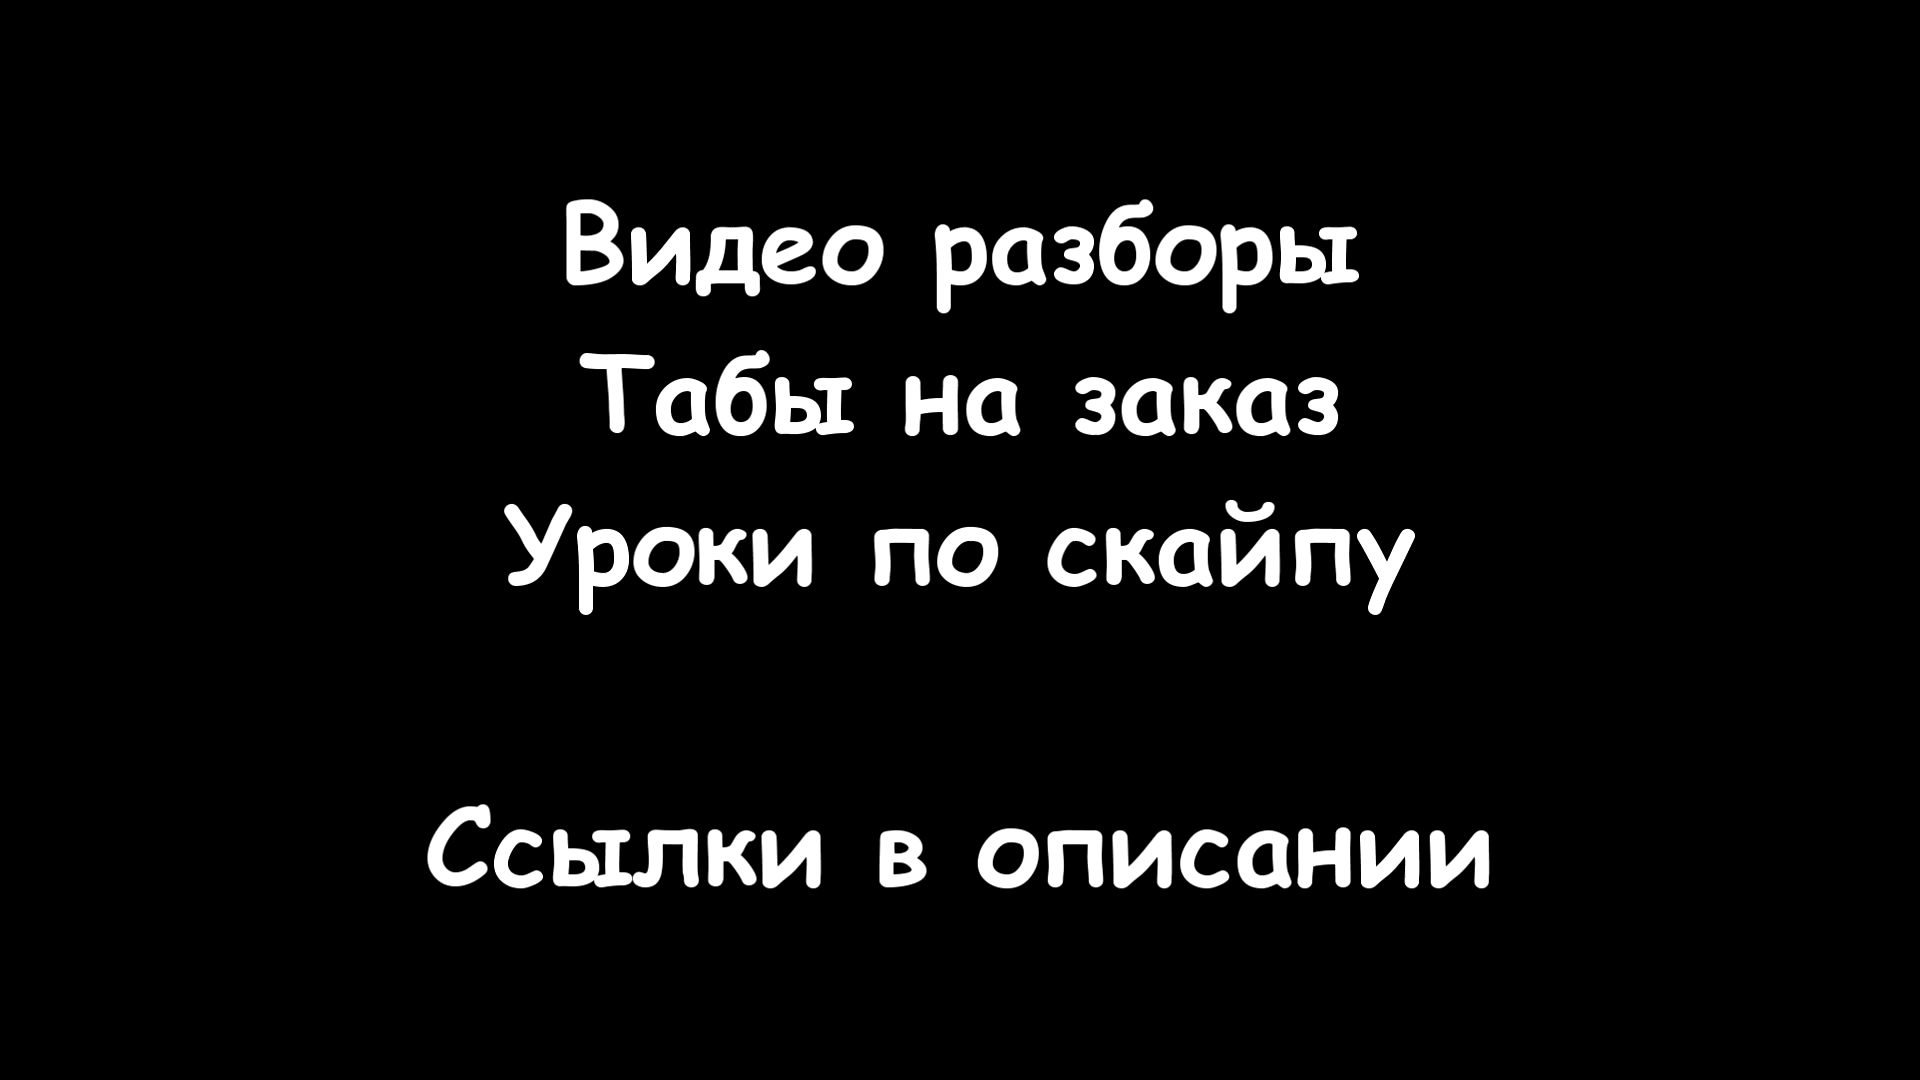 Видео разборы
Табы на заказ
Уроки по скайпу
Ссылки в описании